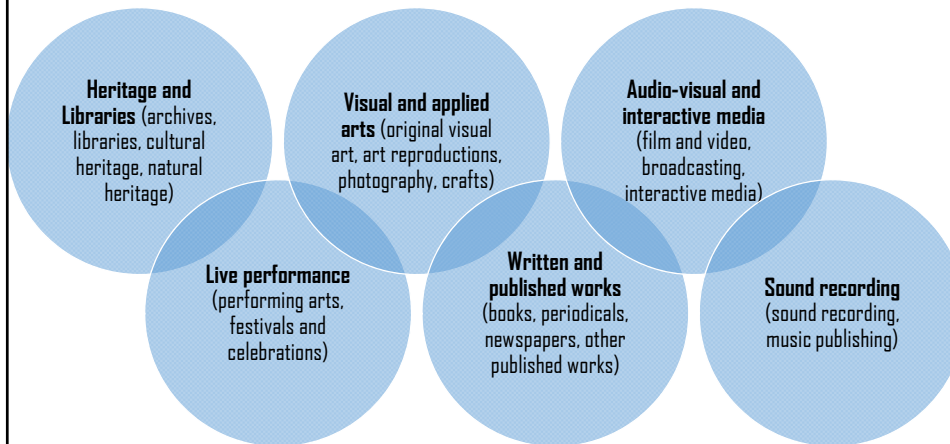 Heritage and
Libraries (archives,
libraries, cultural
heritage, natural
heritage)
Visual and applied
arts (original visual
art, art reproductions,
photography, crafts)
Audio-visual and
interactive media
(film and video,
broadcasting,
interactive media)
Live performance
(performing arts,
festivals and
celebrations)
Written and
published works
(books, periodicals,
newspapers, other
published works)
Sound recording
(sound recording,
music publishing)